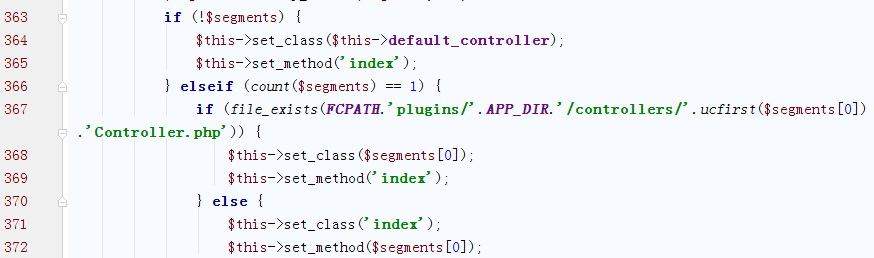 363 if (!$segments) {
364 $this->set_class($this->default_controller);
365 $this->set_method('index');
366 } elseif (count($segments) == 1) {
367 if (file_exists(FCPATH.'plugins/'.APP_DIR.'/controllers/'.ucfirst($segments[0])
.'Controller.php')) {
368 $this->set_class($segments[0]);
369 $this->set_method('index');
370 } else {
371 $this->set_class('index');
372 $this->set_method($segments[0]);